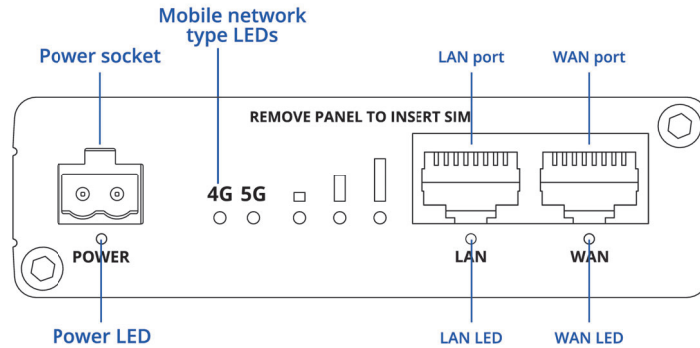 Mobile network
type LEDs
Power socket
LAN port
WAN port
REMOVE PANEL TO INSERT SIM
4G 5G
POWER
LAN
WAN
Power LED
LAN LED
WAN LED